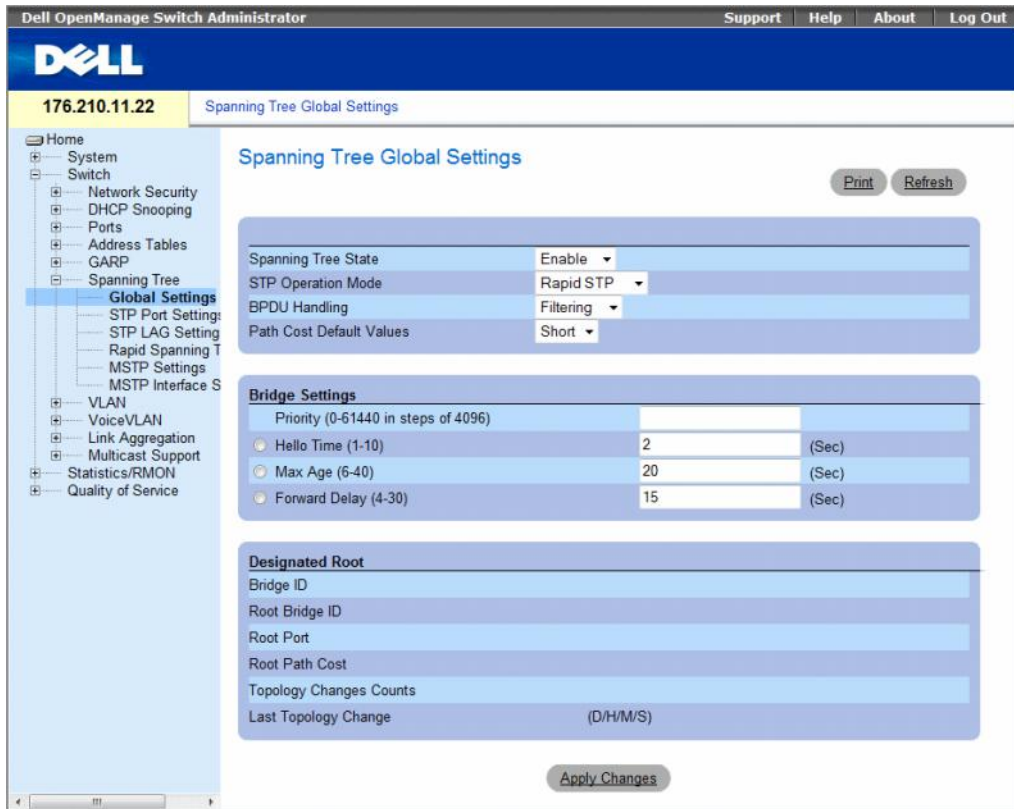 Dell OpenManage Switch Administrator Support Help About Log Out
DELL
176.210.11.22 Spanning Tree Global Settings
Home
System
Switch
Network Security
DHCP Snooping
Ports
Address Tables
GARP
Spanning Tree
Global Settings
STP Port Settings
STP LAG Setting
Rapid Spanning T
MSTP Settings
MSTP Interface S
VLAN
VoiceVLAN
Link Aggregation
Multicast Support
Statistics/RMON
Quality of Service
Spanning Tree Global Settings
Print Refresh
Spanning Tree State Enable
STP Operation Mode Rapid STP
BPDU Handling Filtering
Path Cost Default Values Short
Bridge Settings
Priority (0-61440 in steps of 4096)
Hello Time (1-10) 2 (Sec)
Max Age (6-40) 20 (Sec)
Forward Delay (4-30) 15 (Sec)
Designated Root
Bridge ID
Root Bridge ID
Root Port
Root Path Cost
Topology Changes Counts
Last Topology Change (D/H/M/S)
Apply Changes